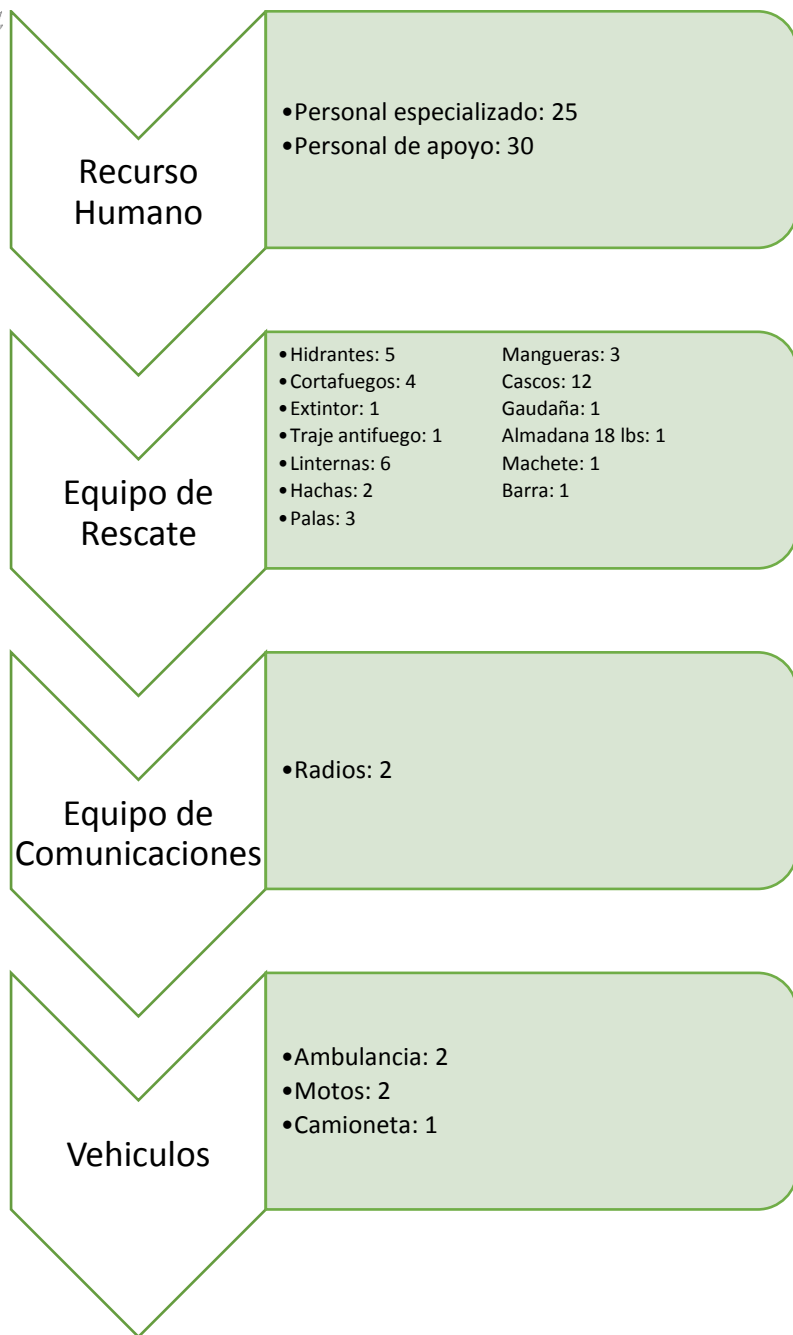 Recurso
Humano
•Personal especializado: 25
•Personal de apoyo: 30
Equipo de
Rescate
•Hidrantes: 5 Mangueras: 3
•Cortafuegos: 4 Cascos: 12
•Extintor: 1 Gaudaña: 1
•Traje antifuego: 1 Almadana 18 lbs: 1
•Linternas: 6 Machete: 1
•Hachas: 2 Barra: 1
•Palas: 3
Equipo de
Comunicaciones
•Radios: 2
Vehiculos
•Ambulancia: 2
•Motos: 2
•Camioneta: 1